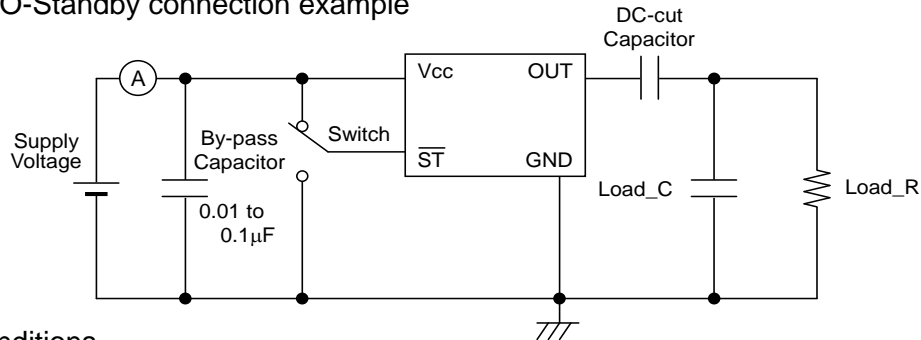 O-Standby connection example
DC-cut
Capacitor
A
Vcc
OUT
Supply
Voltage
By-pass
Capacitor
Switch
ST
GND
Load_C
Load_R
0.01 to
0.1μF
nditions